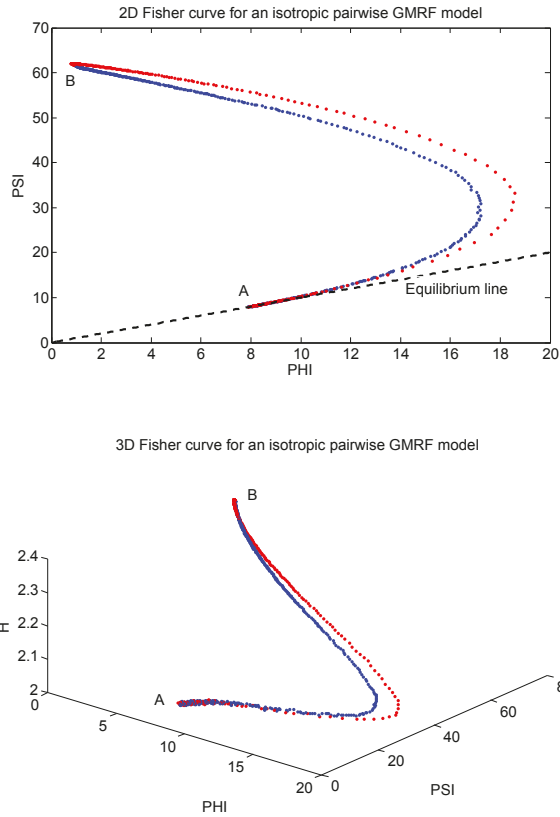 2D Fisher curve for an isotropic pairwise GMRF model
70
60
B
50
40
PSI
30
20
A
Equilibrium line
10
0
0 2 4 6 8 10 12 14 16 18 20
PHI
3D Fisher curve for an isotropic pairwise GMRF model
B
2.4
2.3
2.2
H
2.1
2
A
0
5
10
15
20
PHI
0
20
40
60
8
PSI